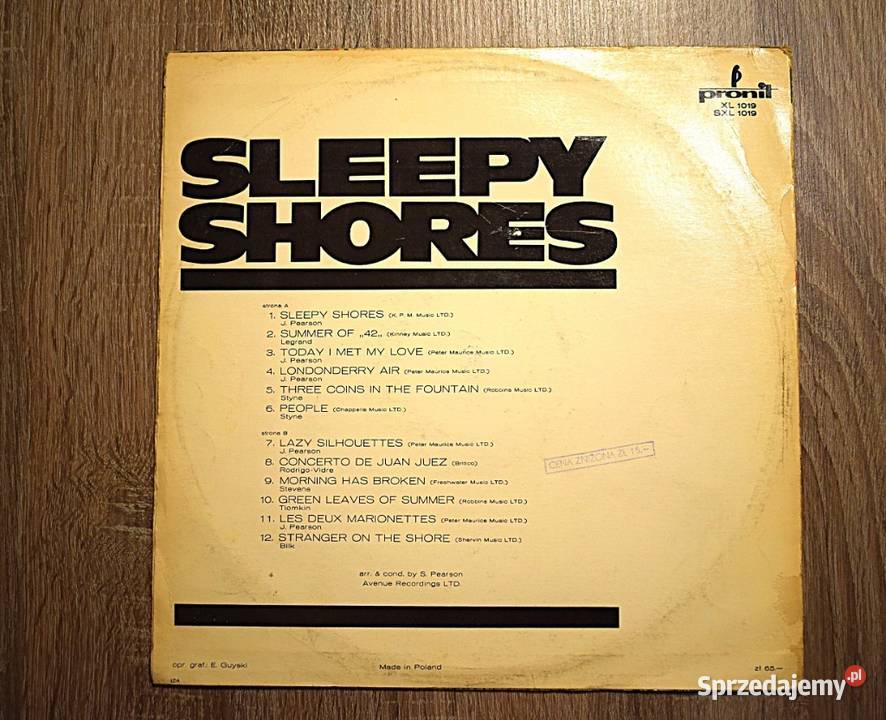 pronit
XL 1019
SXL 1019
SLEEPY
SHORES
strona A
1. SLEEPY SHORES (K. P. M. Music LTD.)
J. Pearson
2. SUMMER OF „42„ (Kinney Music LTD.)
Legrand
3. TODAY I MET MY LOVE (Peter Maurice Music LTD.)
J. Pearson
4. LONDONDERRY AIR (Peter Maurice Music LTD.)
J. Pearson
5. THREE COINS IN THE FOUNTAIN (Robbins Music LTD.)
Styne
6. PEOPLE (Chappells Music LTD.)
Styne
strona B
7. LAZY SILHOUETTES (Peter Maurice Music LTD.)
J. Pearson
8. CONCERTO DE JUAN JUEZ (Britico)
Rodrigo-Vidre
9. MORNING HAS BROKEN (Freshwater Music LTD.)
Stevens
10. GREEN LEAVES OF SUMMER (Robbins Music LTD.)
Tiomkin
11. LES DEUX MARIONETTES (Peter Maurice Music LTD.)
J. Pearson
12. STRANGER ON THE SHORE (Shervin Music LTD.)
Bilk
CENA ZNIŻONA ZŁ 15.–
arr. & cond. by S. Pearson
Avenue Recordings LTD.
opr. graf.: E. Guyski
Made in Poland
zł 65.—
Sprzedajemy.pl